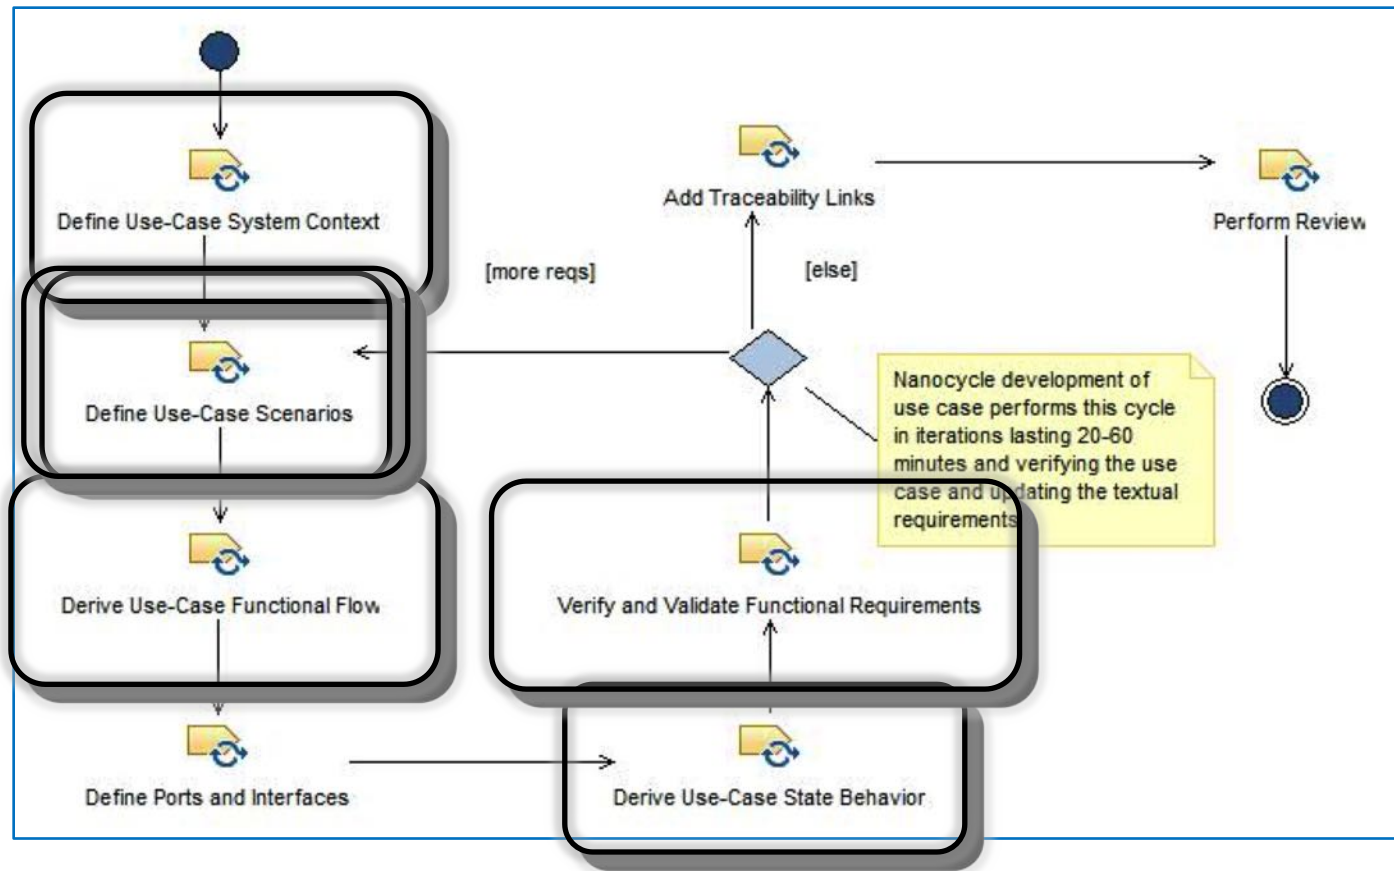 Define Use-Case System Context
Define Use-Case Scenarios
Derive Use-Case Functional Flow
Define Ports and Interfaces
Derive Use-Case State Behavior
Verify and Validate Functional Requirements
[more reqs]
[else]
Nanocycle development of
use case performs this cycle
in iterations lasting 20-60
minutes and verifying the use
case and updating the textual
requirements
Add Traceability Links
Perform Review